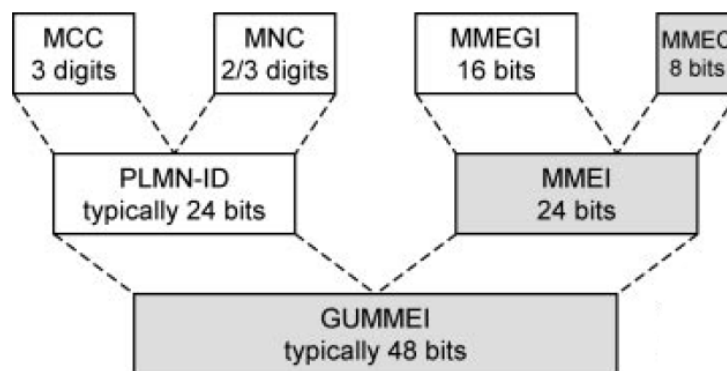 MCC
3 digits
MNC
2/3 digits
MMEGI
16 bits
MMEC
8 bits
PLMN-ID
typically 24 bits
MMEI
24 bits
GUMMEI
typically 48 bits